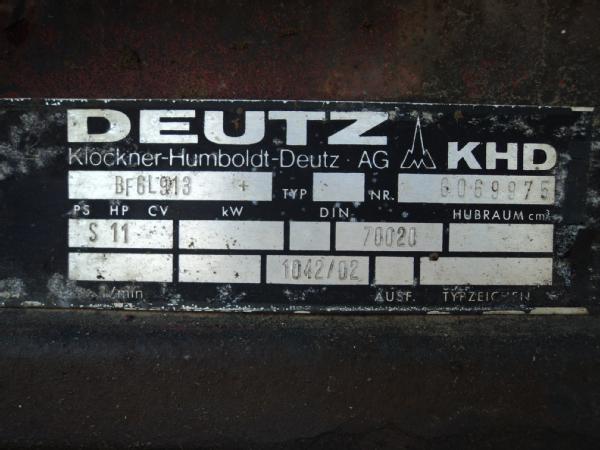 DEUTZ
Klöckner-Humboldt-Deutz AG KHD
BF6L913 + TYP NR. 6069975
PS HP CV kW DIN HUBRAUM cm³
S 11 70020
1042/02
1/min AUSF. TYPZEICHEN